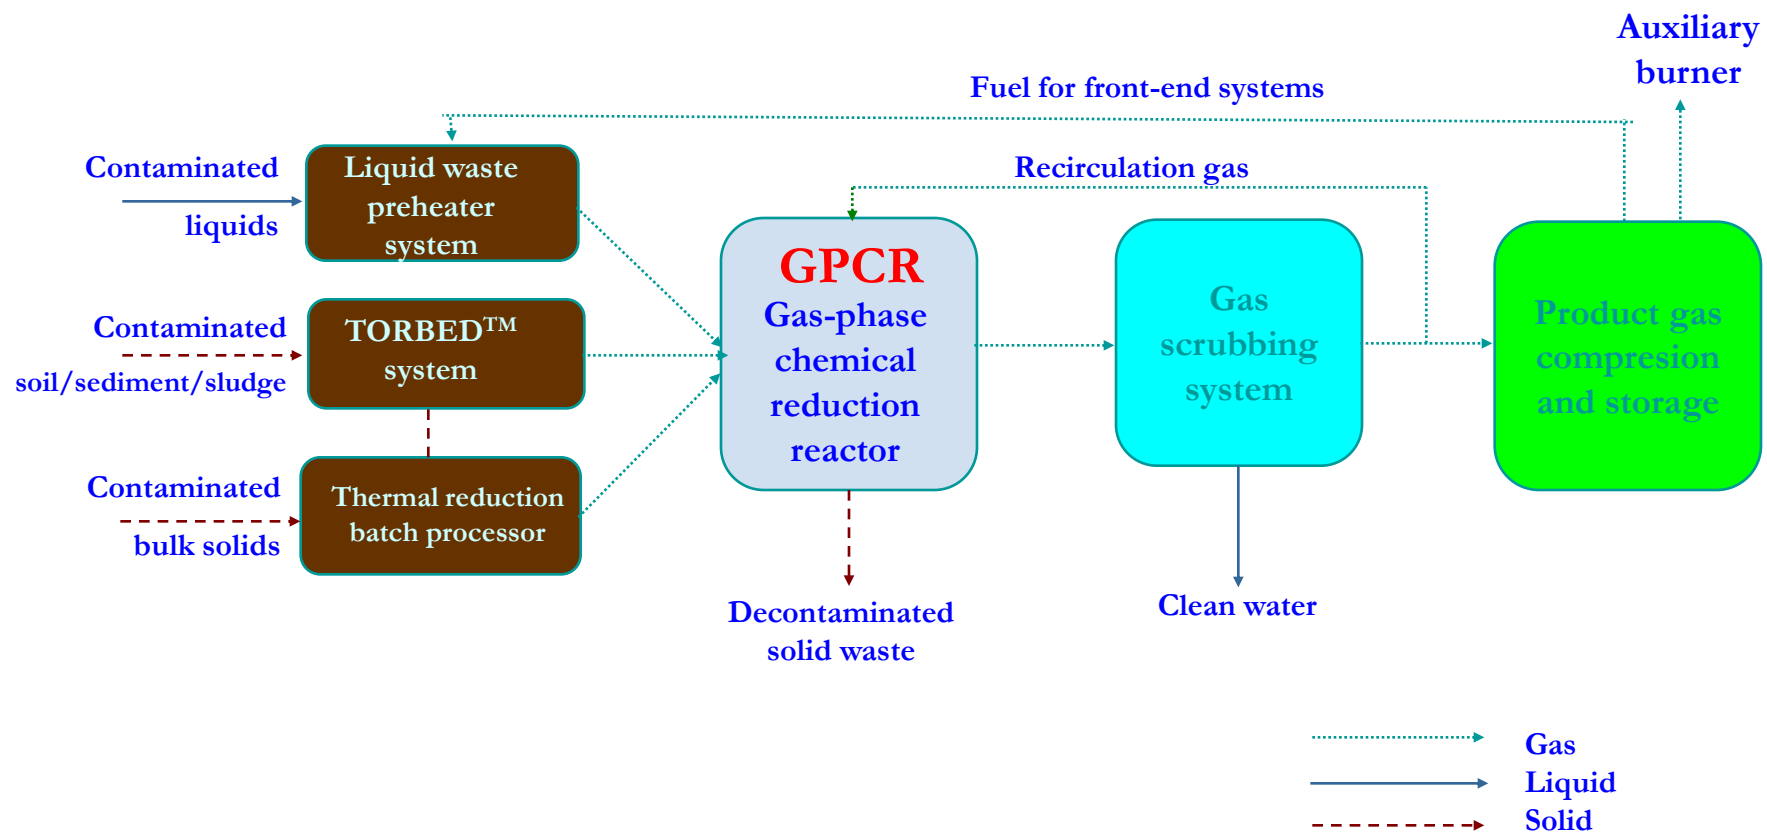 Auxiliary
burner
Fuel for front-end systems
Recirculation gas
Contaminated
liquids
Liquid waste
preheater
system
Contaminated
soil/sediment/sludge
TORBED™
system
Contaminated
bulk solids
Thermal reduction
batch processor
GPCR
Gas-phase
chemical
reduction
reactor
Gas
scrubbing
system
Product gas
compresion
and storage
Decontaminated
solid waste
Clean water
Gas
Liquid
Solid